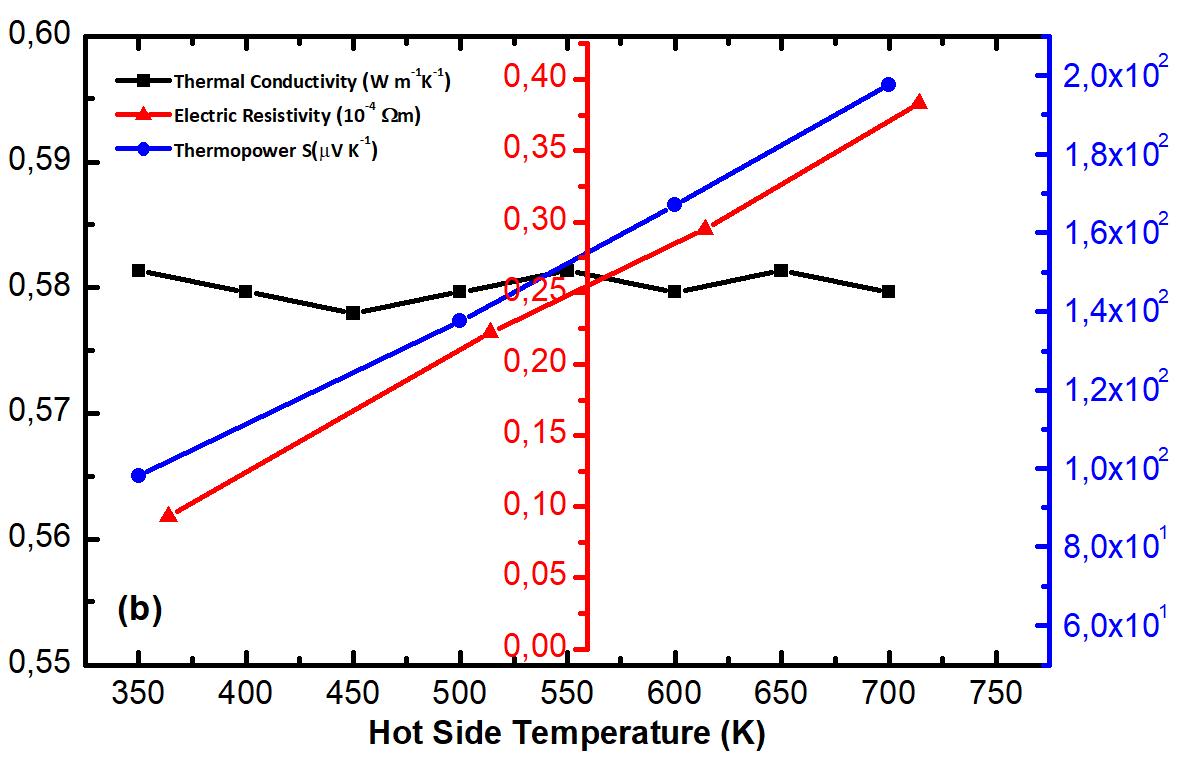 0,60
0,59
0,58
0,57
0,56
0,55
Thermal Conductivity (W m⁻¹K⁻¹)
Electric Resistivity (10⁻⁴ Ωm)
Thermopower S(μV K⁻¹)
(b)
0,40
0,35
0,30
0,25
0,20
0,15
0,10
0,05
0,00
2,0x10²
1,8x10²
1,6x10²
1,4x10²
1,2x10²
1,0x10²
8,0x10¹
6,0x10¹
350 400 450 500 550 600 650 700 750
Hot Side Temperature (K)